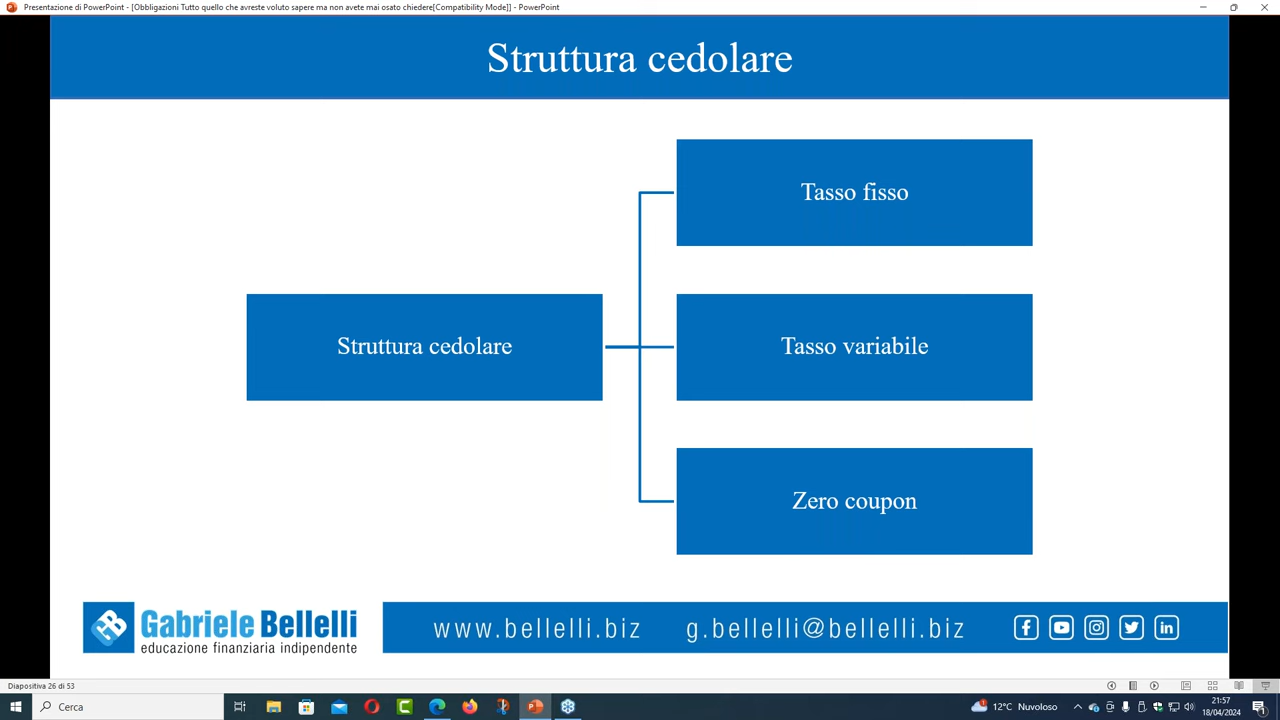 Presentazione di PowerPoint - [Obbligazioni Tutto quello che avreste voluto sapere ma non avete mai osato chiedere[Compatibility Mode]] - PowerPoint
Struttura cedolare
Tasso fisso
Struttura cedolare
Tasso variabile
Zero coupon
Gabriele Bellelli
educazione finanziaria indipendente
www.bellelli.biz
g.bellelli@bellelli.biz
Diapositiva 26 di 53
Cerca
12°C Nuvoloso
21:57
18/04/2024